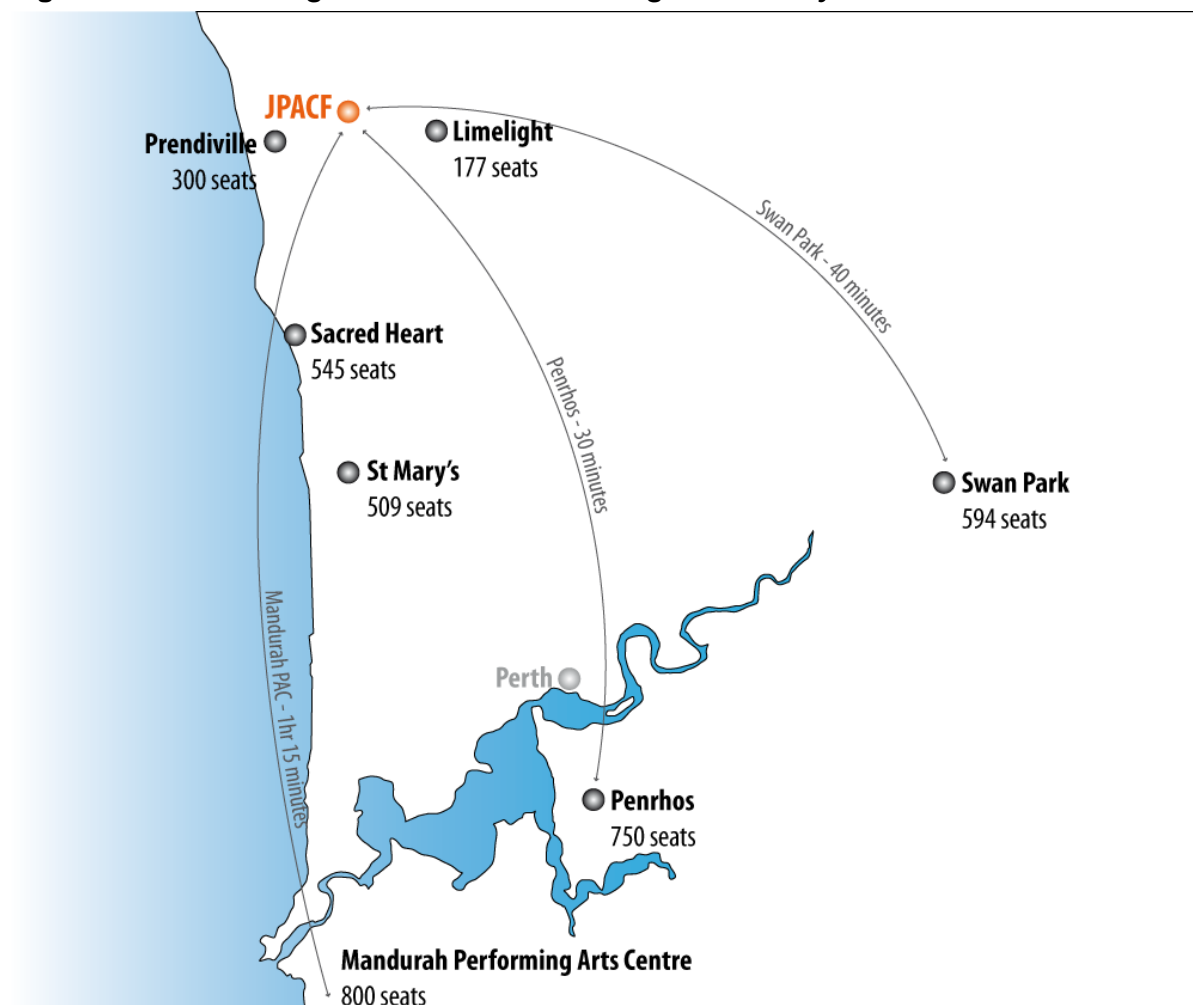 JPACF
Limelight
177 seats
Prendiville
300 seats
Swan Park - 40 minutes
Sacred Heart
545 seats
Penrhos - 30 minutes
St Mary's
509 seats
Swan Park
594 seats
Mandurah PAC - 1hr 15 minutes
Perth
Penrhos
750 seats
Mandurah Performing Arts Centre
800 seats